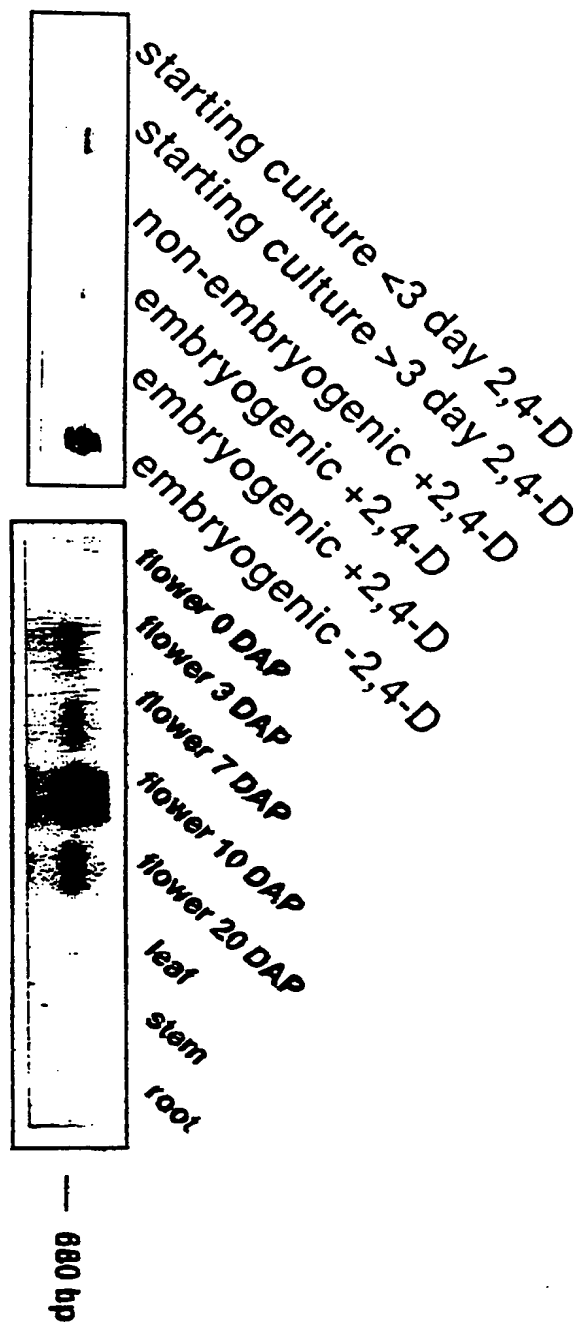 starting culture <3 day 2,4-D
starting culture >3 day 2,4-D
non-embryogenic +2,4-D
embryogenic +2,4-D
embryogenic +2,4-D
embryogenic -2,4-D
flower 0 DAP
flower 3 DAP
flower 7 DAP
flower 10 DAP
flower 20 DAP
leaf
stem
root
— 680 bp